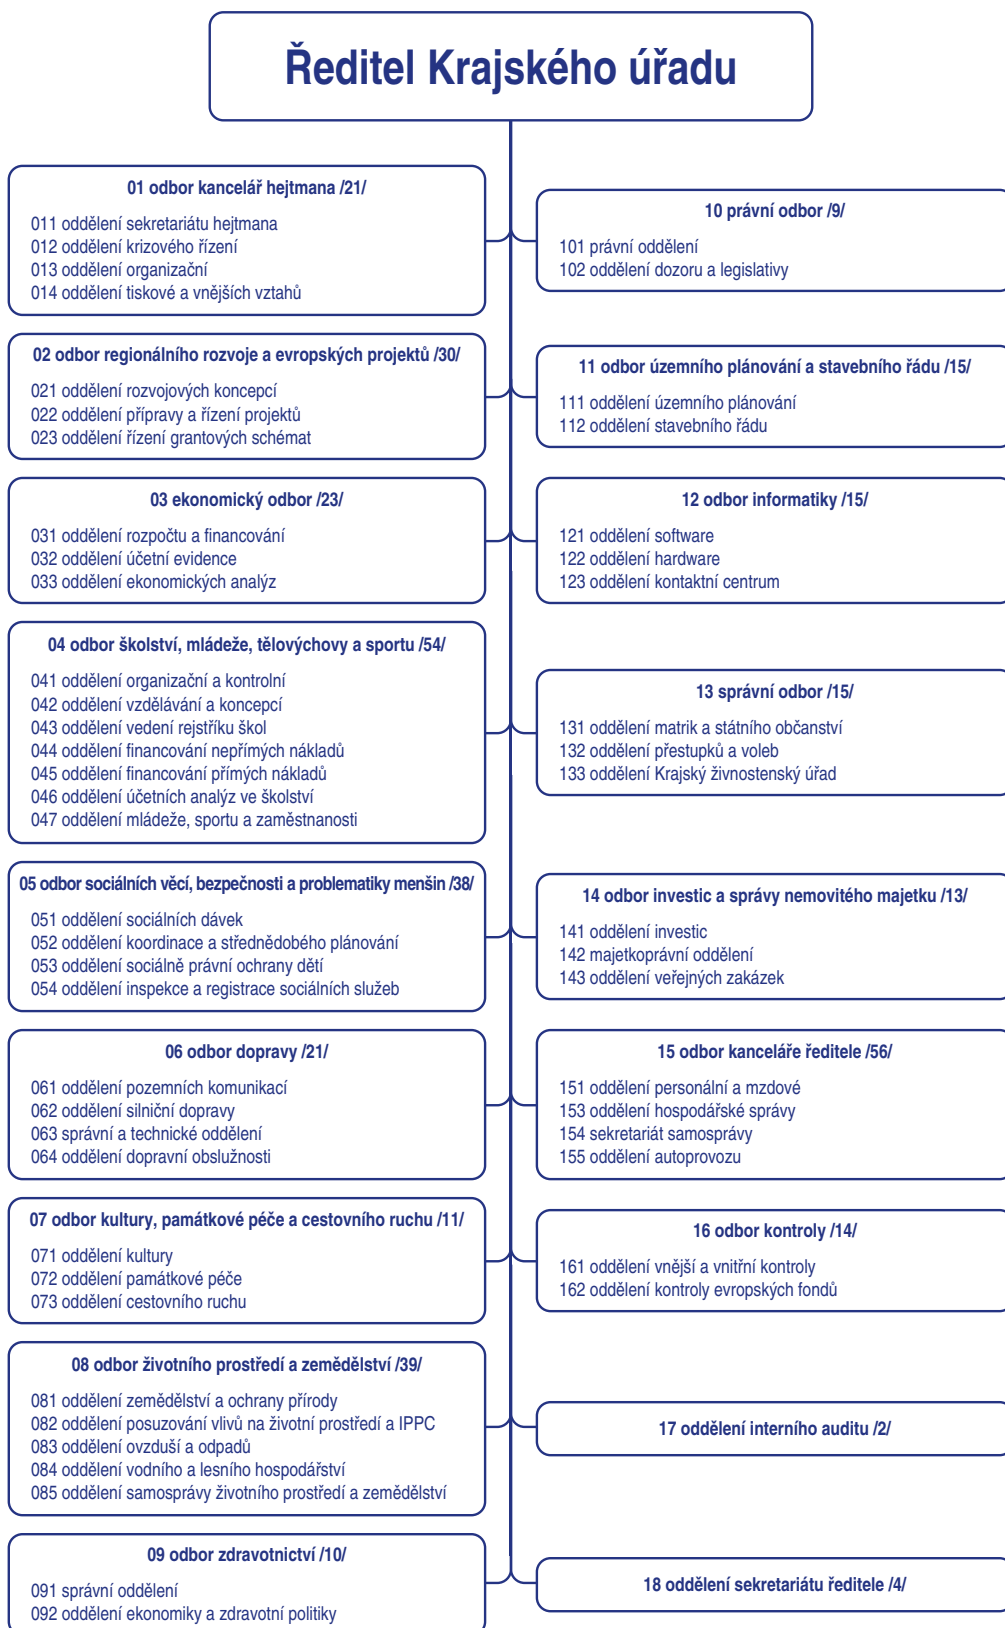 Ředitel Krajského úřadu
01 odbor kancelář hejtmana /21/
011 oddělení sekretariátu hejtmana
012 oddělení krizového řízení
013 oddělení organizační
014 oddělení tiskové a vnějších vztahů
02 odbor regionálního rozvoje a evropských projektů /30/
021 oddělení rozvojových koncepcí
022 oddělení přípravy a řízení projektů
023 oddělení řízení grantových schémat
03 ekonomický odbor /23/
031 oddělení rozpočtu a financování
032 oddělení účetní evidence
033 oddělení ekonomických analýz
04 odbor školství, mládeže, tělovýchovy a sportu /54/
041 oddělení organizační a kontrolní
042 oddělení vzdělávání a koncepcí
043 oddělení vedení rejstříku škol
044 oddělení financování nepřímých nákladů
045 oddělení financování přímých nákladů
046 oddělení účetních analýz ve školství
047 oddělení mládeže, sportu a zaměstnanosti
05 odbor sociálních věcí, bezpečnosti a problematiky menšin /38/
051 oddělení sociálních dávek
052 oddělení koordinace a střednědobého plánování
053 oddělení sociálně právní ochrany dětí
054 oddělení inspekce a registrace sociálních služeb
06 odbor dopravy /21/
061 oddělení pozemních komunikací
062 oddělení silniční dopravy
063 správní a technické oddělení
064 oddělení dopravní obslužnosti
07 odbor kultury, památkové péče a cestovního ruchu /11/
071 oddělení kultury
072 oddělení památkové péče
073 oddělení cestovního ruchu
08 odbor životního prostředí a zemědělství /39/
081 oddělení zemědělství a ochrany přírody
082 oddělení posuzování vlivů na životní prostředí a IPPC
083 oddělení ovzduší a odpadů
084 oddělení vodního a lesního hospodářství
085 oddělení samosprávy životního prostředí a zemědělství
09 odbor zdravotnictví /10/
091 správní oddělení
092 oddělení ekonomiky a zdravotní politiky
10 právní odbor /9/
101 právní oddělení
102 oddělení dozoru a legislativy
11 odbor územního plánování a stavebního řádu /15/
111 oddělení územního plánování
112 oddělení stavebního řádu
12 odbor informatiky /15/
121 oddělení software
122 oddělení hardware
123 oddělení kontaktní centrum
13 správní odbor /15/
131 oddělení matrik a státního občanství
132 oddělení přestupků a voleb
133 oddělení Krajský živnostenský úřad
14 odbor investic a správy nemovitého majetku /13/
141 oddělení investic
142 majetkoprávní oddělení
143 oddělení veřejných zakázek
15 odbor kanceláře ředitele /56/
151 oddělení personální a mzdové
153 oddělení hospodářské správy
154 sekretariát samosprávy
155 oddělení autoprovozu
16 odbor kontroly /14/
161 oddělení vnější a vnitřní kontroly
162 oddělení kontroly evropských fondů
17 oddělení interního auditu /2/
18 oddělení sekretariátu ředitele /4/